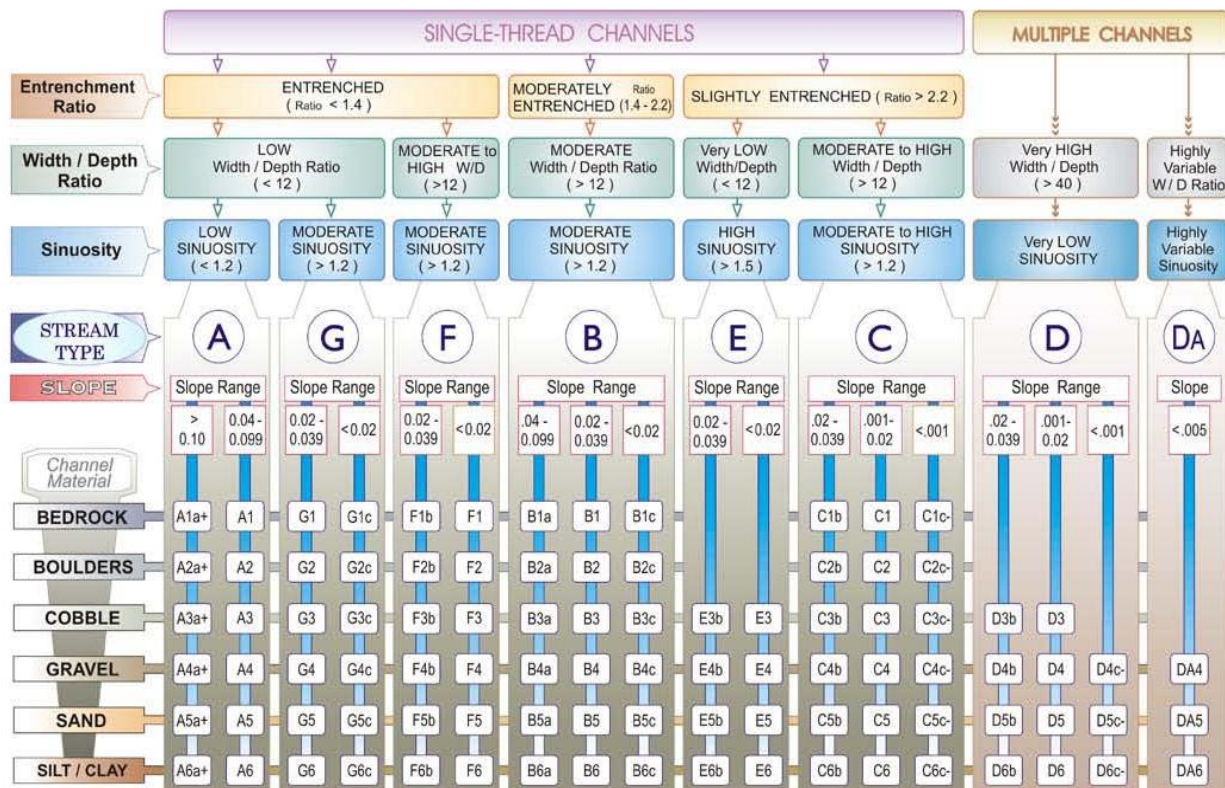 SINGLE-THREAD CHANNELS
MULTIPLE CHANNELS
Entrenchment
Ratio
ENTRENCHED
( Ratio < 1.4 )
MODERATELY Ratio
ENTRENCHED (1.4 - 2.2)
SLIGHTLY ENTRENCHED ( Ratio > 2.2 )
Width / Depth
Ratio
LOW
Width / Depth Ratio
( < 12 )
MODERATE to
HIGH W/D
( >12 )
MODERATE
Width / Depth Ratio
( > 12 )
Very LOW
Width/Depth
( < 12 )
MODERATE to HIGH
Width / Depth
( > 12 )
Very HIGH
Width / Depth
( > 40 )
Highly
Variable
W / D Ratio
Sinuosity
LOW
SINUOSITY
( < 1.2 )
MODERATE
SINUOSITY
( > 1.2 )
MODERATE
SINUOSITY
( > 1.2 )
MODERATE
SINUOSITY
( > 1.2 )
HIGH
SINUOSITY
( > 1.5 )
MODERATE to HIGH
SINUOSITY
( > 1.2 )
Very LOW
SINUOSITY
Highly
Variable
Sinuosity
STREAM
TYPE
A G F B E C D DA
SLOPE
Slope Range Slope Range Slope Range Slope Range Slope Range Slope Range Slope Range Slope
> 0.10
0.04 - 0.099
0.02 - 0.039
<0.02
0.02 - 0.039
<0.02
.04 - 0.099
0.02 - 0.039
<0.02
0.02 - 0.039
<0.02
.02 - 0.039
.001- 0.02
<.001
.02 - 0.039
.001- 0.02
<.001
<.005
Channel
Material
BEDROCK A1a+ A1 G1 G1c F1b F1 B1a B1 B1c C1b C1 C1c-
BOULDERS A2a+ A2 G2 G2c F2b F2 B2a B2 B2c C2b C2 C2c-
COBBLE A3a+ A3 G3 G3c F3b F3 B3a B3 B3c E3b E3 C3b C3 C3c- D3b D3
GRAVEL A4a+ A4 G4 G4c F4b F4 B4a B4 B4c E4b E4 C4b C4 C4c- D4b D4 D4c- DA4
SAND A5a+ A5 G5 G5c F5b F5 B5a B5 B5c E5b E5 C5b C5 C5c- D5b D5 D5c- DA5
SILT / CLAY A6a+ A6 G6 G6c F6b F6 B6a B6 B6c E6b E6 C6b C6 C6c- D6b D6 D6c- DA6